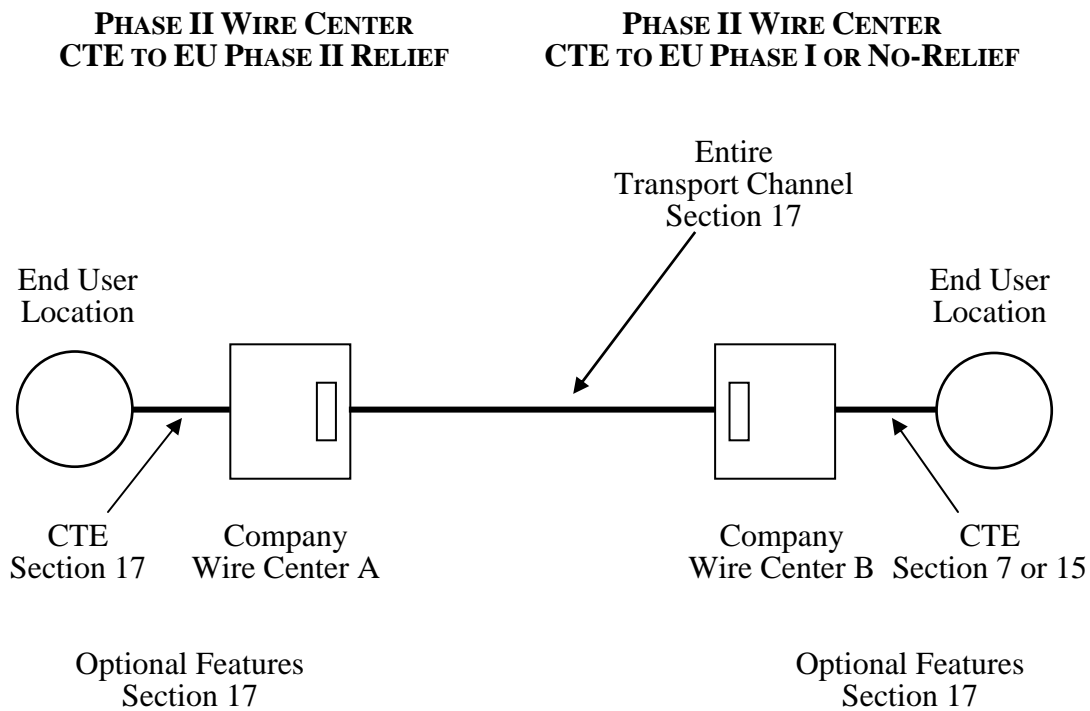 PHASE II WIRE CENTER
CTE TO EU PHASE II RELIEF
PHASE II WIRE CENTER
CTE TO EU PHASE I OR NO-RELIEF
Entire
Transport Channel
Section 17
End User
Location
End User
Location
CTE
Section 17
Company
Wire Center A
Company
Wire Center B
CTE
Section 7 or 15
Optional Features
Section 17
Optional Features
Section 17